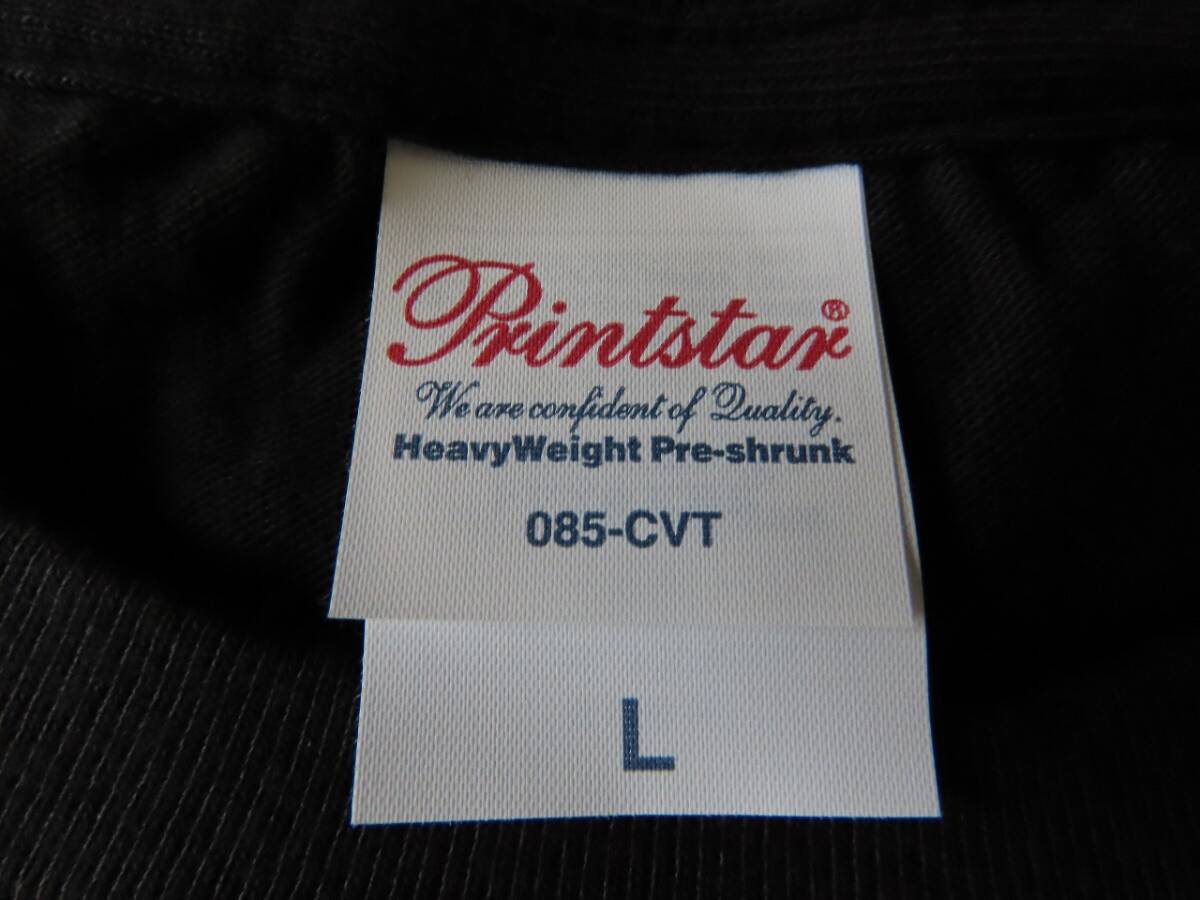 Printstar®
We are confident of Quality.
HeavyWeight Pre-shrunk
085-CVT
L